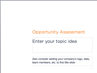 Opportunity Assessment
Enter your topic idea
Also consider adding your company's logo, date,
team members, etc. to this title slide